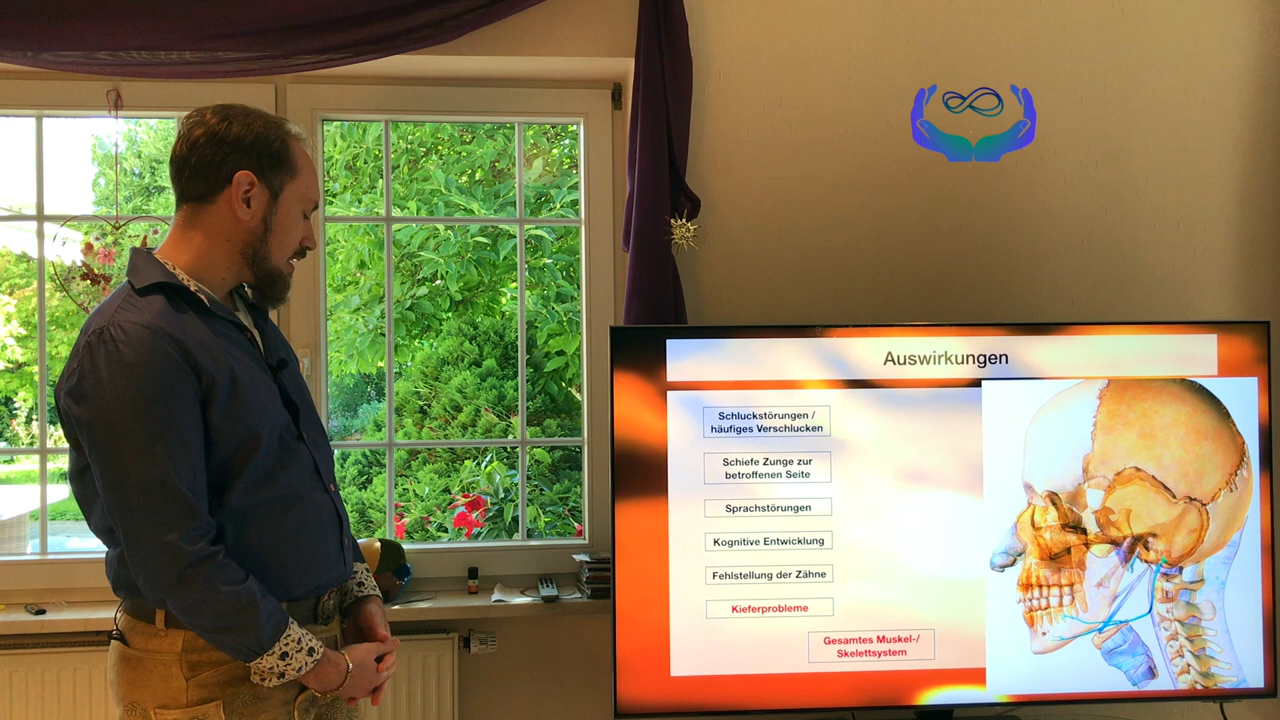 Auswirkungen
Schluckstörungen /
häufiges Verschlucken
Schiefe Zunge zur
betroffenen Seite
Sprachstörungen
Kognitive Entwicklung
Fehlstellung der Zähne
Kieferprobleme
Gesamtes Muskel-/
Skelettsystem